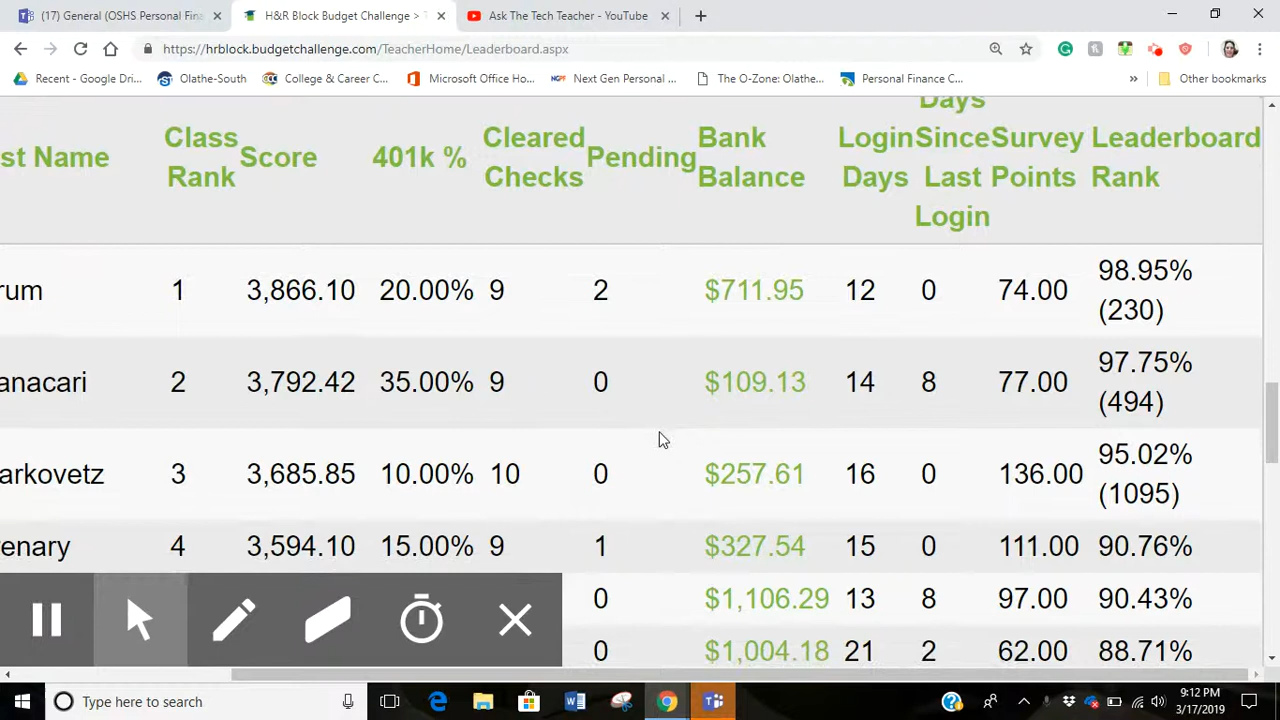 (17) General (OSHS Personal Fina
H&R Block Budget Challenge > T
Ask The Tech Teacher - YouTube
https://hrblock.budgetchallenge.com/TeacherHome/Leaderboard.aspx
Recent - Google Dri... Olathe-South College & Career C... Microsoft Office Ho... Next Gen Personal ... The O-Zone: Olathe... Personal Finance C... » Other bookmarks
st Name
Class Rank
Score
401k %
Cleared Checks
Pending
Bank Balance
Login Days
Days Since Last Login
Survey Points
Leaderboard Rank
rum 1 3,866.10 20.00% 9 2 $711.95 12 0 74.00 98.95% (230)
anacari 2 3,792.42 35.00% 9 0 $109.13 14 8 77.00 97.75% (494)
arkovetz 3 3,685.85 10.00% 10 0 $257.61 16 0 136.00 95.02% (1095)
enary 4 3,594.10 15.00% 9 1 $327.54 15 0 111.00 90.76%
0 $1,106.29 13 8 97.00 90.43%
0 $1,004.18 21 2 62.00 88.71%
Type here to search
9:12 PM
3/17/2019